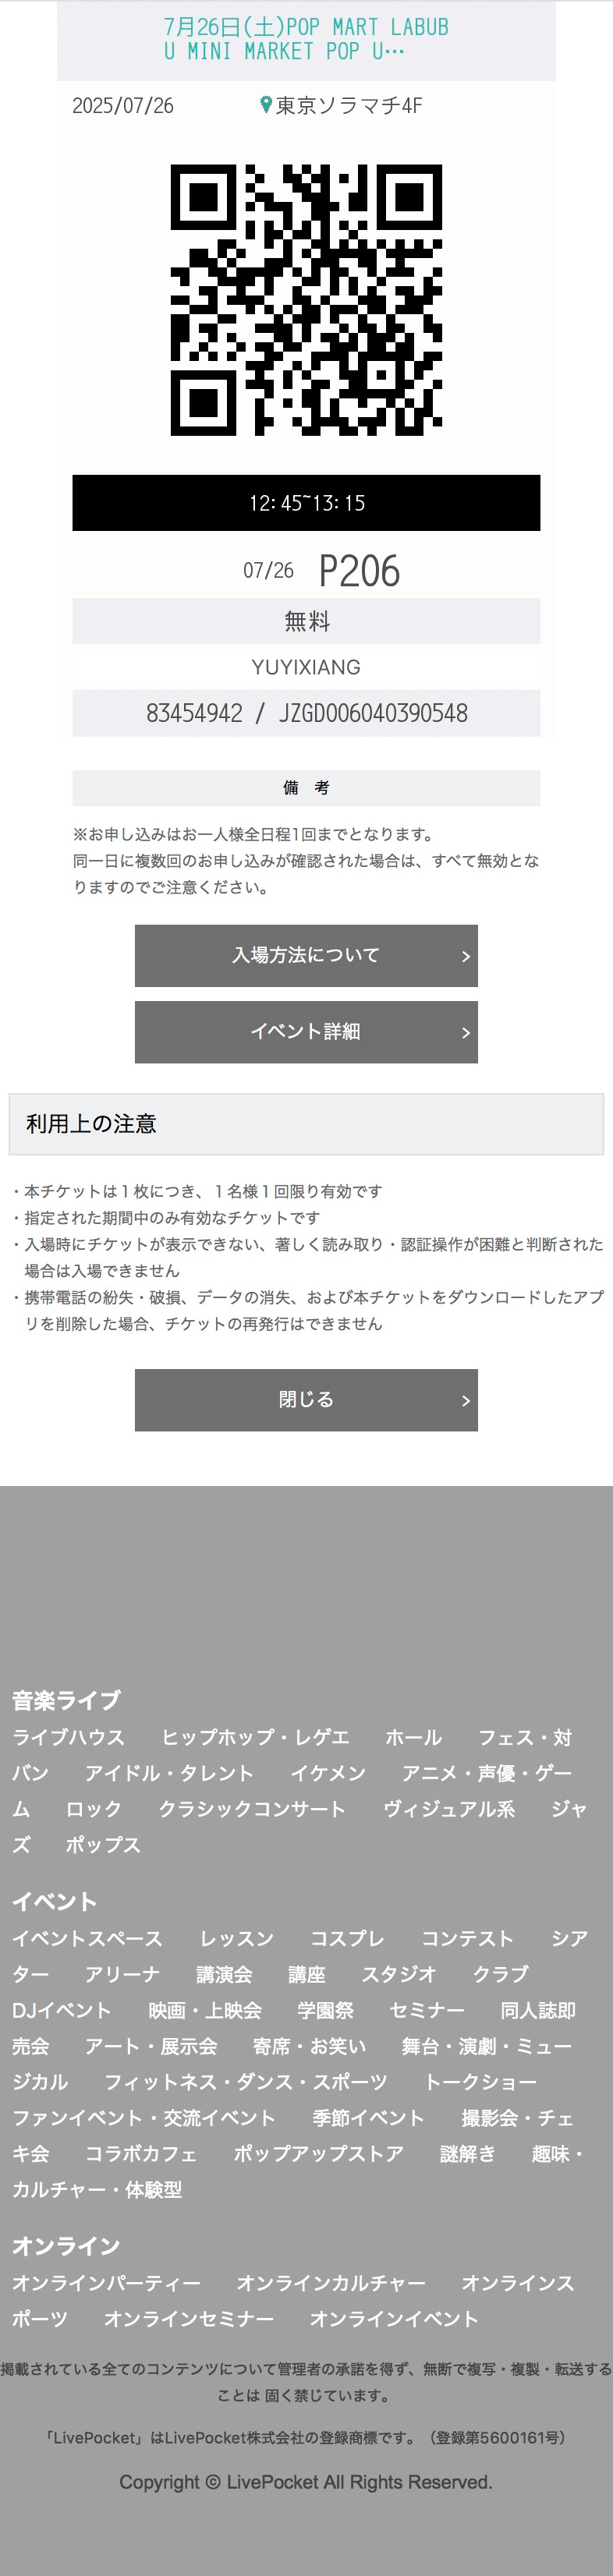 7月26日(土)POP MART LABUB
U MINI MARKET POP U…
2025/07/26 東京ソラマチ4F
12:45~13:15
07/26 P206
無料
YUYIXIANG
83454942 / JZGD006040390548
備 考
※お申し込みはお一人様全日程1回までとなります。
同一日に複数回のお申し込みが確認された場合は、すべて無効とな
りますのでご注意ください。
入場方法について
イベント詳細
利用上の注意
・本チケットは1枚につき、1名様1回限り有効です
・指定された期間中のみ有効なチケットです
・入場時にチケットが表示できない、著しく読み取り・認証操作が困難と判断された
場合は入場できません
・携帯電話の紛失・破損、データの消失、および本チケットをダウンロードしたアプ
リを削除した場合、チケットの再発行はできません
閉じる
音楽ライブ
ライブハウス ヒップホップ・レゲエ ホール フェス・対
バン アイドル・タレント イケメン アニメ・声優・ゲー
ム ロック クラシックコンサート ヴィジュアル系 ジャ
ズ ポップス
イベント
イベントスペース レッスン コスプレ コンテスト シア
ター アリーナ 講演会 講座 スタジオ クラブ
DJイベント 映画・上映会 学園祭 セミナー 同人誌即
売会 アート・展示会 寄席・お笑い 舞台・演劇・ミュー
ジカル フィットネス・ダンス・スポーツ トークショー
ファンイベント・交流イベント 季節イベント 撮影会・チェ
キ会 コラボカフェ ポップアップストア 謎解き 趣味・
カルチャー・体験型
オンライン
オンラインパーティー オンラインカルチャー オンラインス
ポーツ オンラインセミナー オンラインイベント
掲載されている全てのコンテンツについて管理者の承諾を得ず、無断で複写・複製・転送する
ことは 固く禁じています。
「LivePocket」はLivePocket株式会社の登録商標です。（登録第5600161号）
Copyright © LivePocket All Rights Reserved.